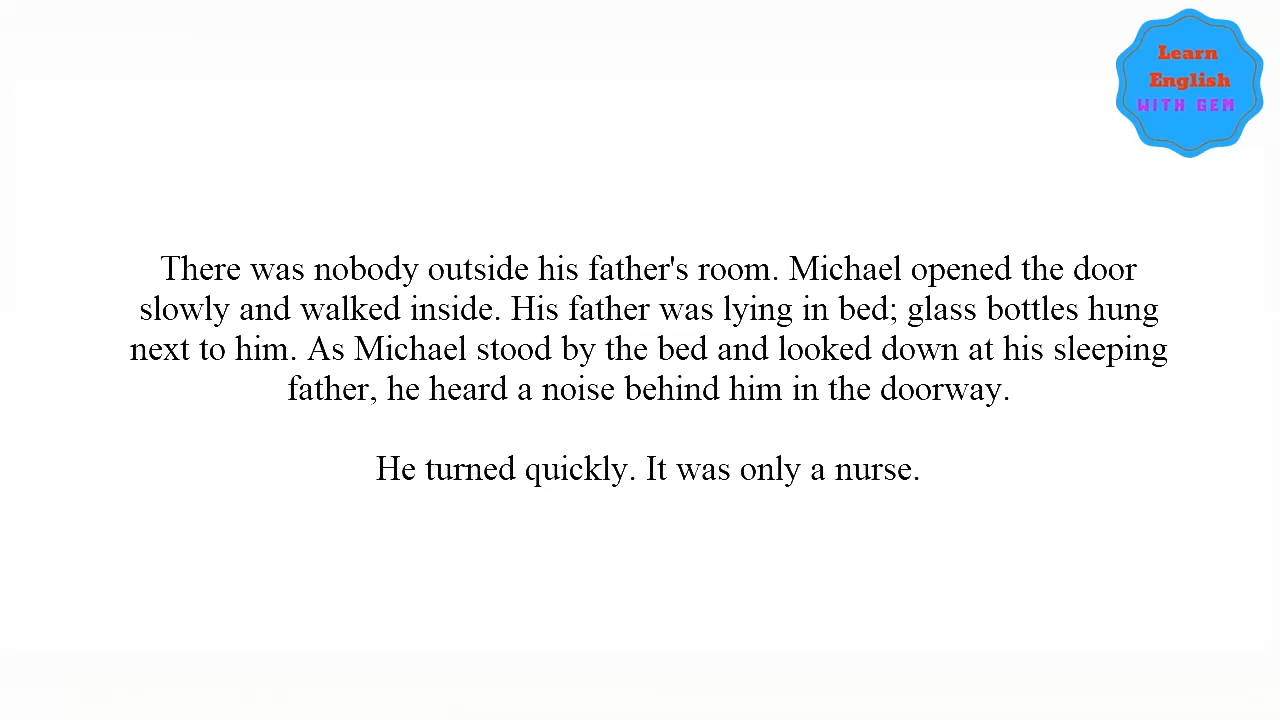 Learn
English
WITH GEM
There was nobody outside his father's room. Michael opened the door
slowly and walked inside. His father was lying in bed; glass bottles hung
next to him. As Michael stood by the bed and looked down at his sleeping
father, he heard a noise behind him in the doorway.
He turned quickly. It was only a nurse.